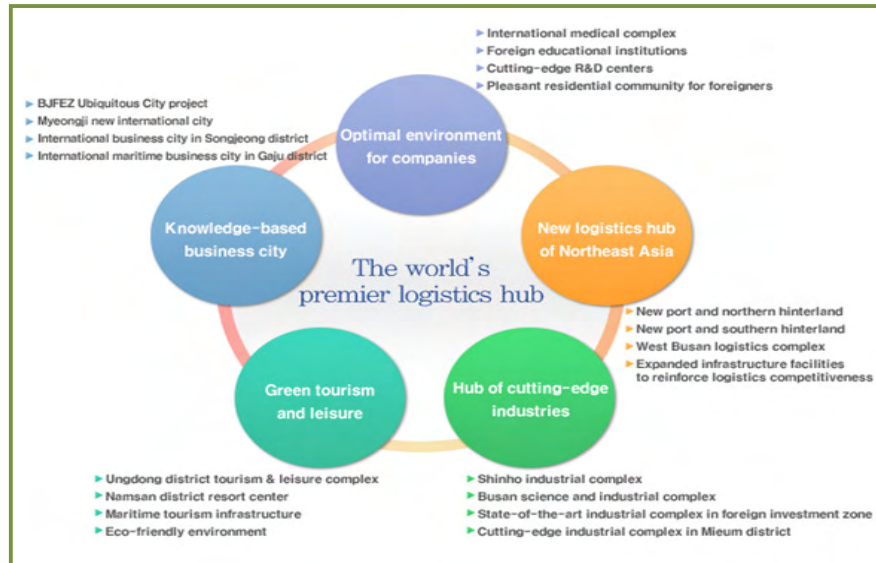 ► International medical complex
► Foreign educational institutions
► Cutting-edge R&D centers
► Pleasant residential community for foreigners
Optimal environment
for companies
► BJFEZ Ubiquitous City project
► Myeongji new international city
► International business city in Songjeong district
► International maritime business city in Gaju district
Knowledge-based
business city
New logistics hub
of Northeast Asia
The world's
premier logistics hub
► New port and northern hinterland
► New port and southern hinterland
► West Busan logistics complex
► Expanded infrastructure facilities
to reinforce logistics competitiveness
Green tourism
and leisure
Hub of cutting-edge
industries
► Ungdong district tourism & leisure complex
► Namsan district resort center
► Maritime tourism infrastructure
► Eco-friendly environment
► Shinho industrial complex
► Busan science and industrial complex
► State-of-the-art industrial complex in foreign investment zone
► Cutting-edge industrial complex in Mieum district